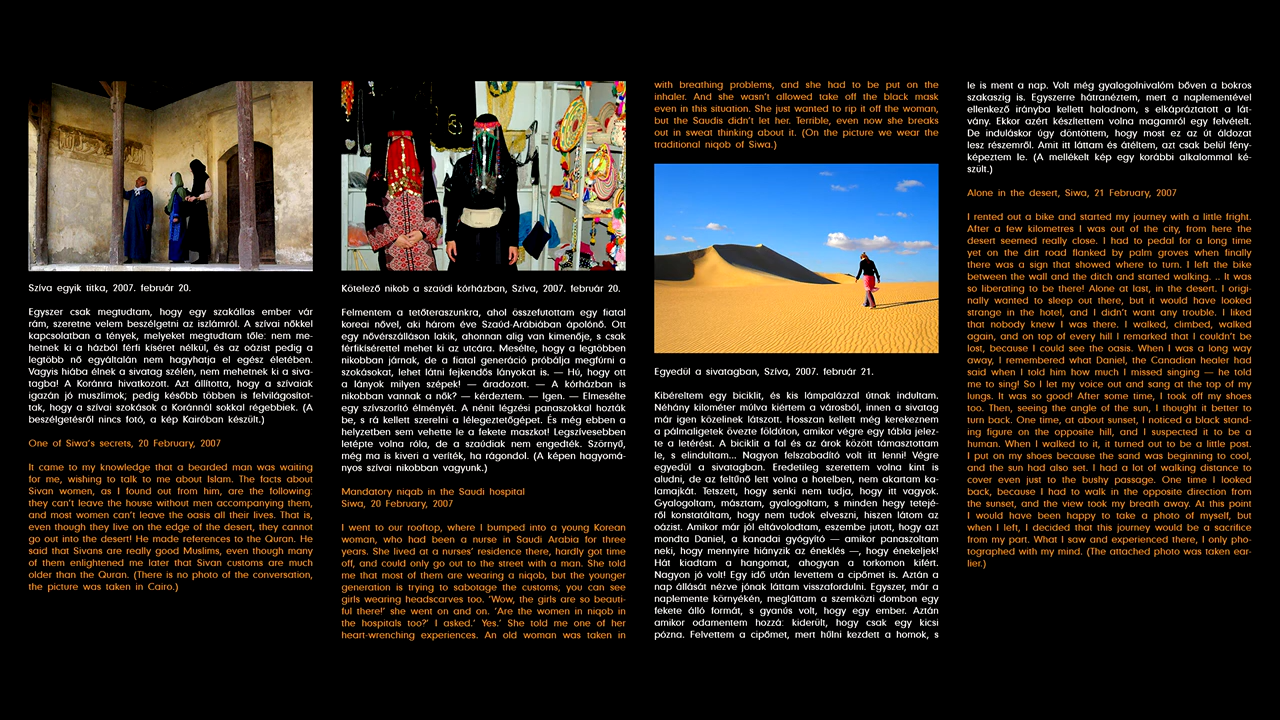 Szíva egyik titka, 2007. február 20.
Egyszer csak megtudtam, hogy egy szakállas ember vár
rám, szeretne velem beszélgetni az iszlámról. A szívai nőkkel
kapcsolatban a tények, melyeket megtudtam tőle: nem me-
hetnek ki a házból férfi kíséret nélkül, és az oázist pedig a
legtöbb nő egyáltalán nem hagyhatja el egész életében.
Vagyis hiába élnek a sivatag szélén, nem mehetnek ki a siva-
tagba! A Koránra hivatkozott. Azt állította, hogy a szívaiak
igazán jó muszlimok; pedig később többen is felvilágosítot-
tak, hogy a szívai szokások a Koránnál sokkal régebbiek. (A
beszélgetésről nincs fotó, a kép Kairóban készült.)
One of Siwa's secrets, 20 February, 2007
It came to my knowledge that a bearded man was waiting
for me, wishing to talk to me about Islam. The facts about
Sivan women, as I found out from him, are the following:
they can't leave the house without men accompanying them,
and most women can't leave the oasis all their lives. That is,
even though they live on the edge of the desert, they cannot
go out into the desert! He made references to the Quran. He
said that Sivans are really good Muslims, even though many
of them enlightened me later that Sivan customs are much
older than the Quran. (There is no photo of the conversation,
the picture was taken in Cairo.)
Kötelező nikob a szaúdi kórházban, Szíva, 2007. február 20.
Felmentem a tetőteraszunkra, ahol összefutottam egy fiatal
koreai nővel, aki három éve Szaúd-Arábiában ápolónő. Ott
egy nővérszálláson lakik, ahonnan alig van kimenője, s csak
férfikísérettel mehet ki az utcára. Mesélte, hogy a legtöbben
nikobban járnak, de a fiatal generáció próbálja megfúrni a
szokásokat, lehet látni fejkendős lányokat is. — Hú, hogy ott
a lányok milyen szépek! — áradozott. — A kórházban is
nikobban vannak a nők? — kérdeztem. — Igen. — Elmesélte
egy szívszorító élményét. A nénit légzési panaszokkal hozták
be, s rá kellett szerelni a lélegeztetőgépet. És még ebben a
helyzetben sem vehette le a fekete maszkot! Legszívesebben
letépte volna róla, de a szaúdiak nem engedték. Szörnyű,
még ma is kiveri a veríték, ha rágondol. (A képen hagyomá-
nyos szívai nikobban vagyunk.)
Mandatory niqab in the Saudi hospital
Siwa, 20 February, 2007
I went to our rooftop, where I bumped into a young Korean
woman, who had been a nurse in Saudi Arabia for three
years. She lived at a nurses' residence there, hardly got time
off, and could only go out to the street with a man. She told
me that most of them are wearing a niqob, but the younger
generation is trying to sabotage the customs; you can see
girls wearing headscarves too. 'Wow, the girls are so beauti-
ful there!' she went on and on. 'Are the women in niqob in
the hospitals too?' I asked.' Yes.' She told me one of her
heart-wrenching experiences. An old woman was taken in
with breathing problems, and she had to be put on the
inhaler. And she wasn't allowed take off the black mask
even in this situation. She just wanted to rip it off the woman,
but the Saudis didn't let her. Terrible, even now she breaks
out in sweat thinking about it. (On the picture we wear the
traditional niqob of Siwa.)
Egyedül a sivatagban, Szíva, 2007. február 21.
Kibéreltem egy biciklit, és kis lámpalázzal útnak indultam.
Néhány kilométer múlva kiértem a városból, innen a sivatag
már igen közelinek látszott. Hosszan kellett még kerekeznem
a pálmaligetek övezte földúton, amikor végre egy tábla jelez-
te a letérést. A biciklit a fal és az árok között támasztottam
le, s elindultam... Nagyon felszabadító volt itt lenni! Végre
egyedül a sivatagban. Eredetileg szerettem volna kint is
aludni, de az feltűnő lett volna a hotelben, nem akartam ka-
lamajkát. Tetszett, hogy senki nem tudja, hogy itt vagyok.
Gyalogoltam, másztam, gyalogoltam, s minden hegy tetejé-
ről konstatáltam, hogy nem tudok elveszni, hiszen látom az
oázist. Amikor már jól eltávolodtam, eszembe jutott, hogy azt
mondta Daniel, a kanadai gyógyító — amikor panaszoltam
neki, hogy mennyire hiányzik az éneklés —, hogy énekeljek!
Hát kiadtam a hangomat, ahogyan a torkomon kifért.
Nagyon jó volt! Egy idő után levettem a cipőmet is. Aztán a
nap állását nézve jónak láttam visszafordulni. Egyszer, már a
naplemente környékén, megláttam a szemközti dombon egy
fekete álló formát, s gyanús volt, hogy egy ember. Aztán
amikor odamentem hozzá: kiderült, hogy csak egy kicsi
pózna. Felvettem a cipőmet, mert hűlni kezdett a homok, s
le is ment a nap. Volt még gyalogolnivalóm bőven a bokros
szakaszig is. Egyszerre hátranéztem, mert a naplementével
ellenkező irányba kellett haladnom, s elkápráztatott a lát-
vány. Ekkor azért készítettem volna magamról egy felvételt.
De induláskor úgy döntöttem, hogy most ez az út áldozat
lesz részemről. Amit itt láttam és átéltem, azt csak belül fény-
képeztem le. (A mellékelt kép egy korábbi alkalommal ké-
szült.)
Alone in the desert, Siwa, 21 February, 2007
I rented out a bike and started my journey with a little fright.
After a few kilometres I was out of the city, from here the
desert seemed really close. I had to pedal for a long time
yet on the dirt road flanked by palm groves when finally
there was a sign that showed where to turn. I left the bike
between the wall and the ditch and started walking. .. It was
so liberating to be there! Alone at last, in the desert. I origi-
nally wanted to sleep out there, but it would have looked
strange in the hotel, and I didn't want any trouble. I liked
that nobody knew I was there. I walked, climbed, walked
again, and on top of every hill I remarked that I couldn't be
lost, because I could see the oasis. When I was a long way
away, I remembered what Daniel, the Canadian healer had
said when I told him how much I missed singing — he told
me to sing! So I let my voice out and sang at the top of my
lungs. It was so good! After some time, I took off my shoes
too. Then, seeing the angle of the sun, I thought it better to
turn back. One time, at about sunset, I noticed a black stand-
ing figure on the opposite hill, and I suspected it to be a
human. When I walked to it, it turned out to be a little post.
I put on my shoes because the sand was beginning to cool,
and the sun had also set. I had a lot of walking distance to
cover even just to the bushy passage. One time I looked
back, because I had to walk in the opposite direction from
the sunset, and the view took my breath away. At this point
I would have been happy to take a photo of myself, but
when I left, I decided that this journey would be a sacrifice
from my part. What I saw and experienced there, I only pho-
tographed with my mind. (The attached photo was taken ear-
lier.)